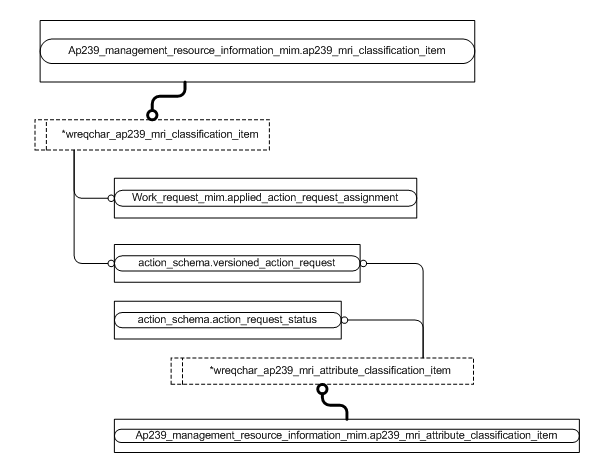 Ap239_management_resource_information_mim.ap239_mri_classification_item
*wreqchar_ap239_mri_classification_item
Work_request_mim.applied_action_request_assignment
action_schema.versioned_action_request
action_schema.action_request_status
*wreqchar_ap239_mri_attribute_classification_item
Ap239_management_resource_information_mim.ap239_mri_attribute_classification_item